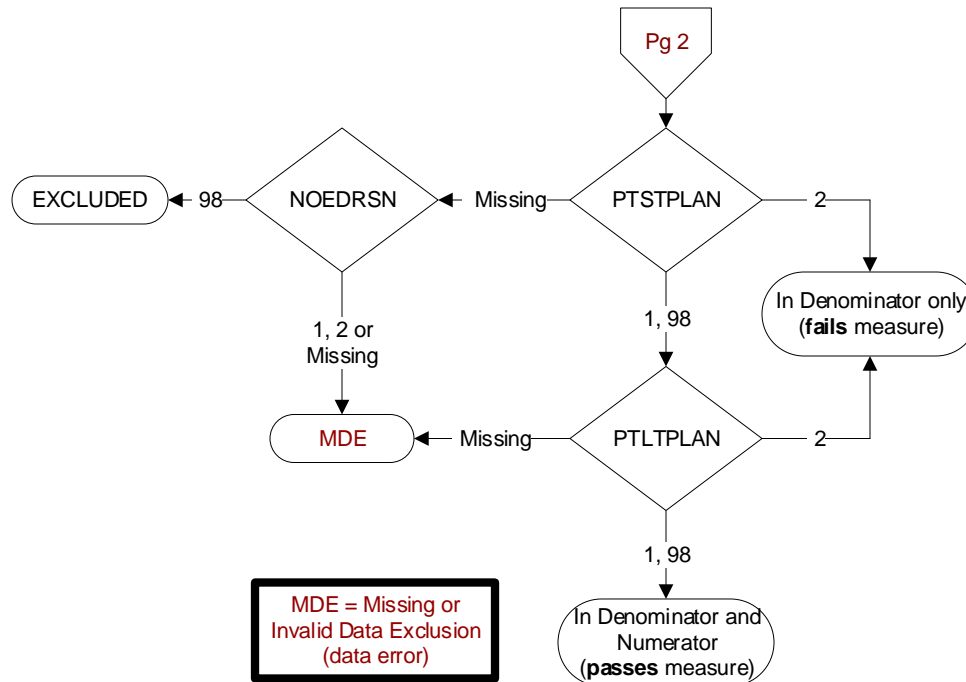 Pg 2
EXCLUDED
98
NOEDRSN
Missing
PTSTPLAN
2
In Denominator only
(fails measure)
1, 2 or
Missing
1, 98
MDE
Missing
PTLTPLAN
2
1, 98
MDE = Missing or
Invalid Data Exclusion
(data error)
In Denominator and
Numerator
(passes measure)